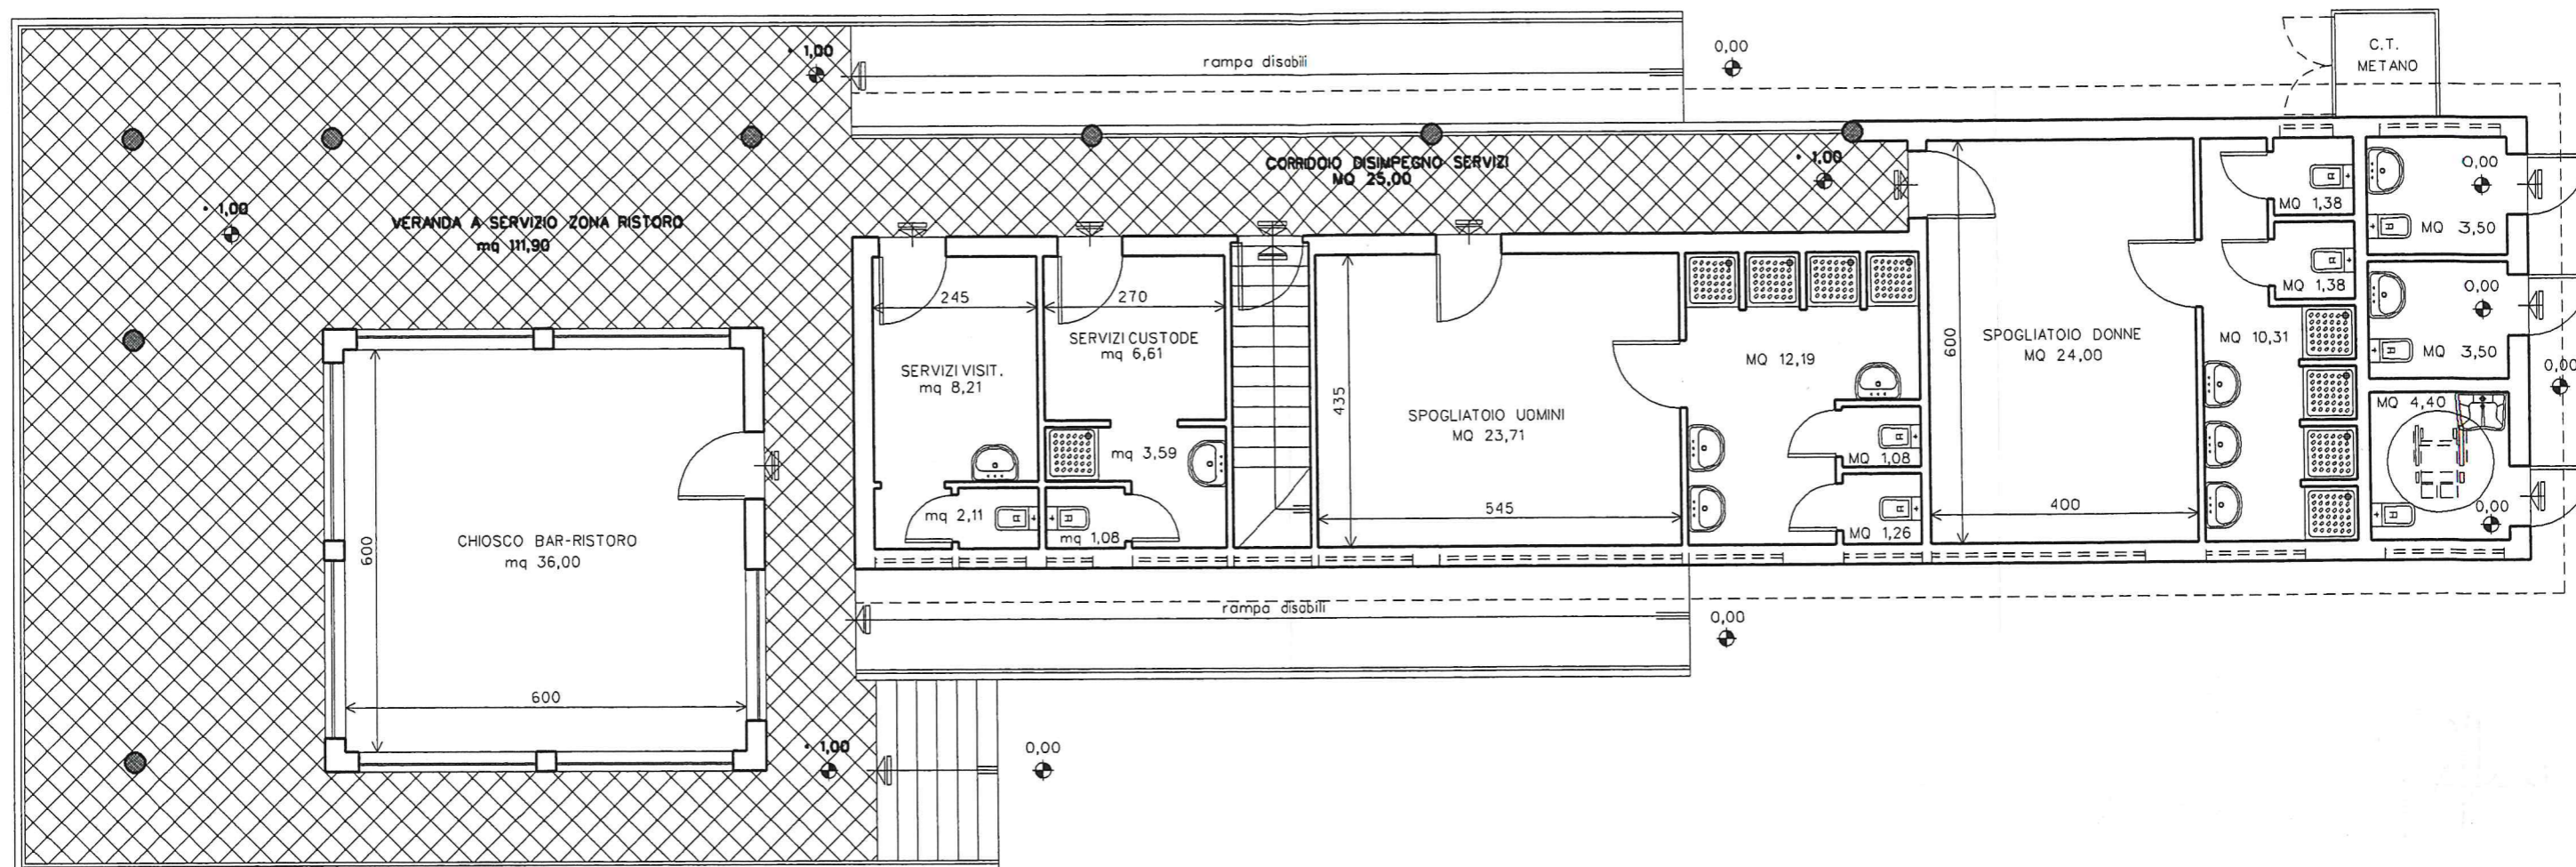 • 1,00
rampa disabili
0,00
C.T.
METANO
CORRIDOIO DISIMPEGNO SERVIZI
MQ 25,00
• 1,00
• 1,00
VERANDA A SERVIZIO ZONA RISTORO
mq 111,90
245
270
SERVIZI CUSTODE
mq 6,61
SERVIZI VISIT.
mq 8,21
mq 3,59
mq 2,11
mq 1,08
435
SPOGLIATOIO UOMINI
MQ 23,71
545
MQ 12,19
MQ 1,08
MQ 1,26
600
SPOGLIATOIO DONNE
MQ 24,00
400
MQ 10,31
MQ 1,38
MQ 1,38
0,00
MQ 3,50
0,00
MQ 3,50
0,00
MQ 4,40
0,00
CHIOSCO BAR-RISTORO
mq 36,00
600
600
rampa disabili
0,00
• 1,00
0,00